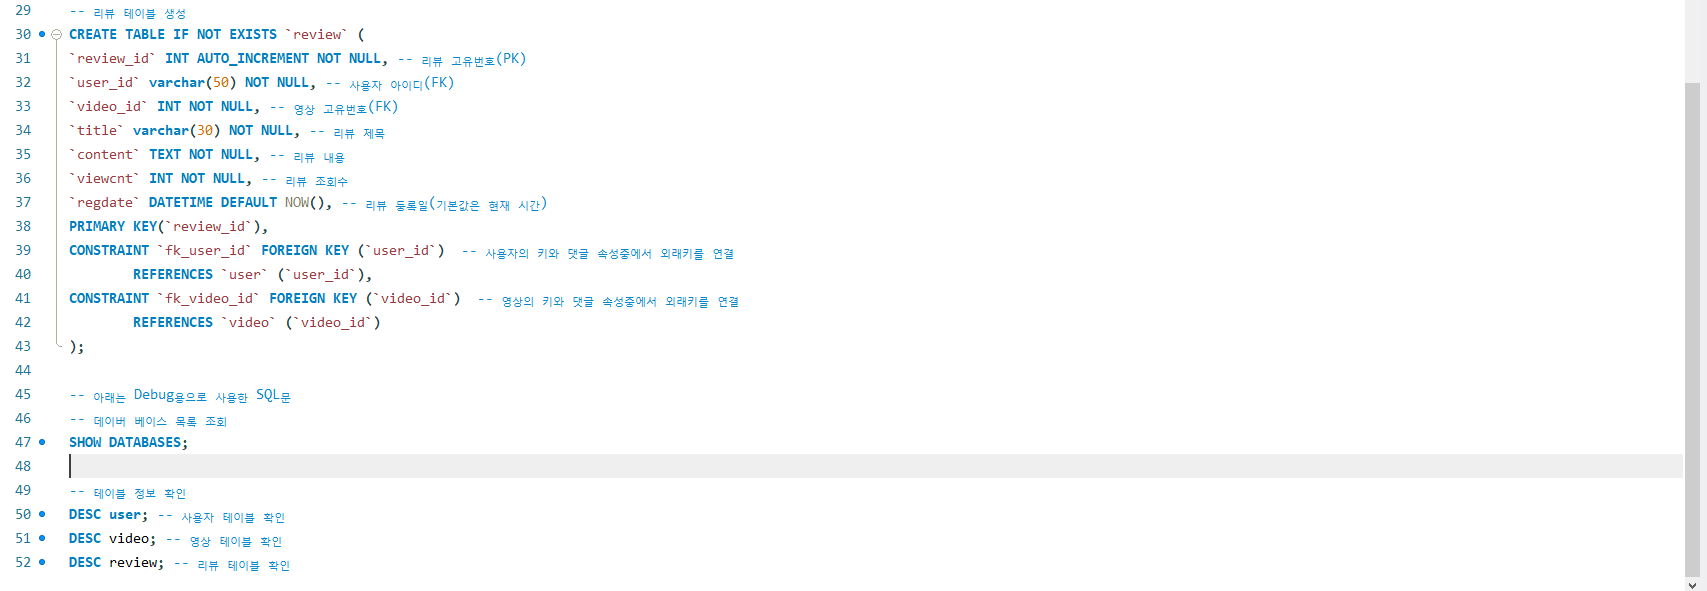 29 -- 리뷰 테이블 생성
30 CREATE TABLE IF NOT EXISTS `review` (
31 `review_id` INT AUTO_INCREMENT NOT NULL, -- 리뷰 고유번호(PK)
32 `user_id` varchar(50) NOT NULL, -- 사용자 아이디(FK)
33 `video_id` INT NOT NULL, -- 영상 고유번호(FK)
34 `title` varchar(30) NOT NULL, -- 리뷰 제목
35 `content` TEXT NOT NULL, -- 리뷰 내용
36 `viewcnt` INT NOT NULL, -- 리뷰 조회수
37 `regdate` DATETIME DEFAULT NOW(), -- 리뷰 등록일(기본값은 현재 시간)
38 PRIMARY KEY(`review_id`),
39 CONSTRAINT `fk_user_id` FOREIGN KEY (`user_id`)  -- 사용자의 키와 댓글 속성중에서 외래키를 연결
40 REFERENCES `user` (`user_id`),
41 CONSTRAINT `fk_video_id` FOREIGN KEY (`video_id`)  -- 영상의 키와 댓글 속성중에서 외래키를 연결
42 REFERENCES `video` (`video_id`)
43 );
44
45 -- 아래는 Debug용으로 사용한 SQL문
46 -- 데이버 베이스 목록 조회
47 SHOW DATABASES;
48
49 -- 테이블 정보 확인
50 DESC user; -- 사용자 테이블 확인
51 DESC video; -- 영상 테이블 확인
52 DESC review; -- 리뷰 테이블 확인